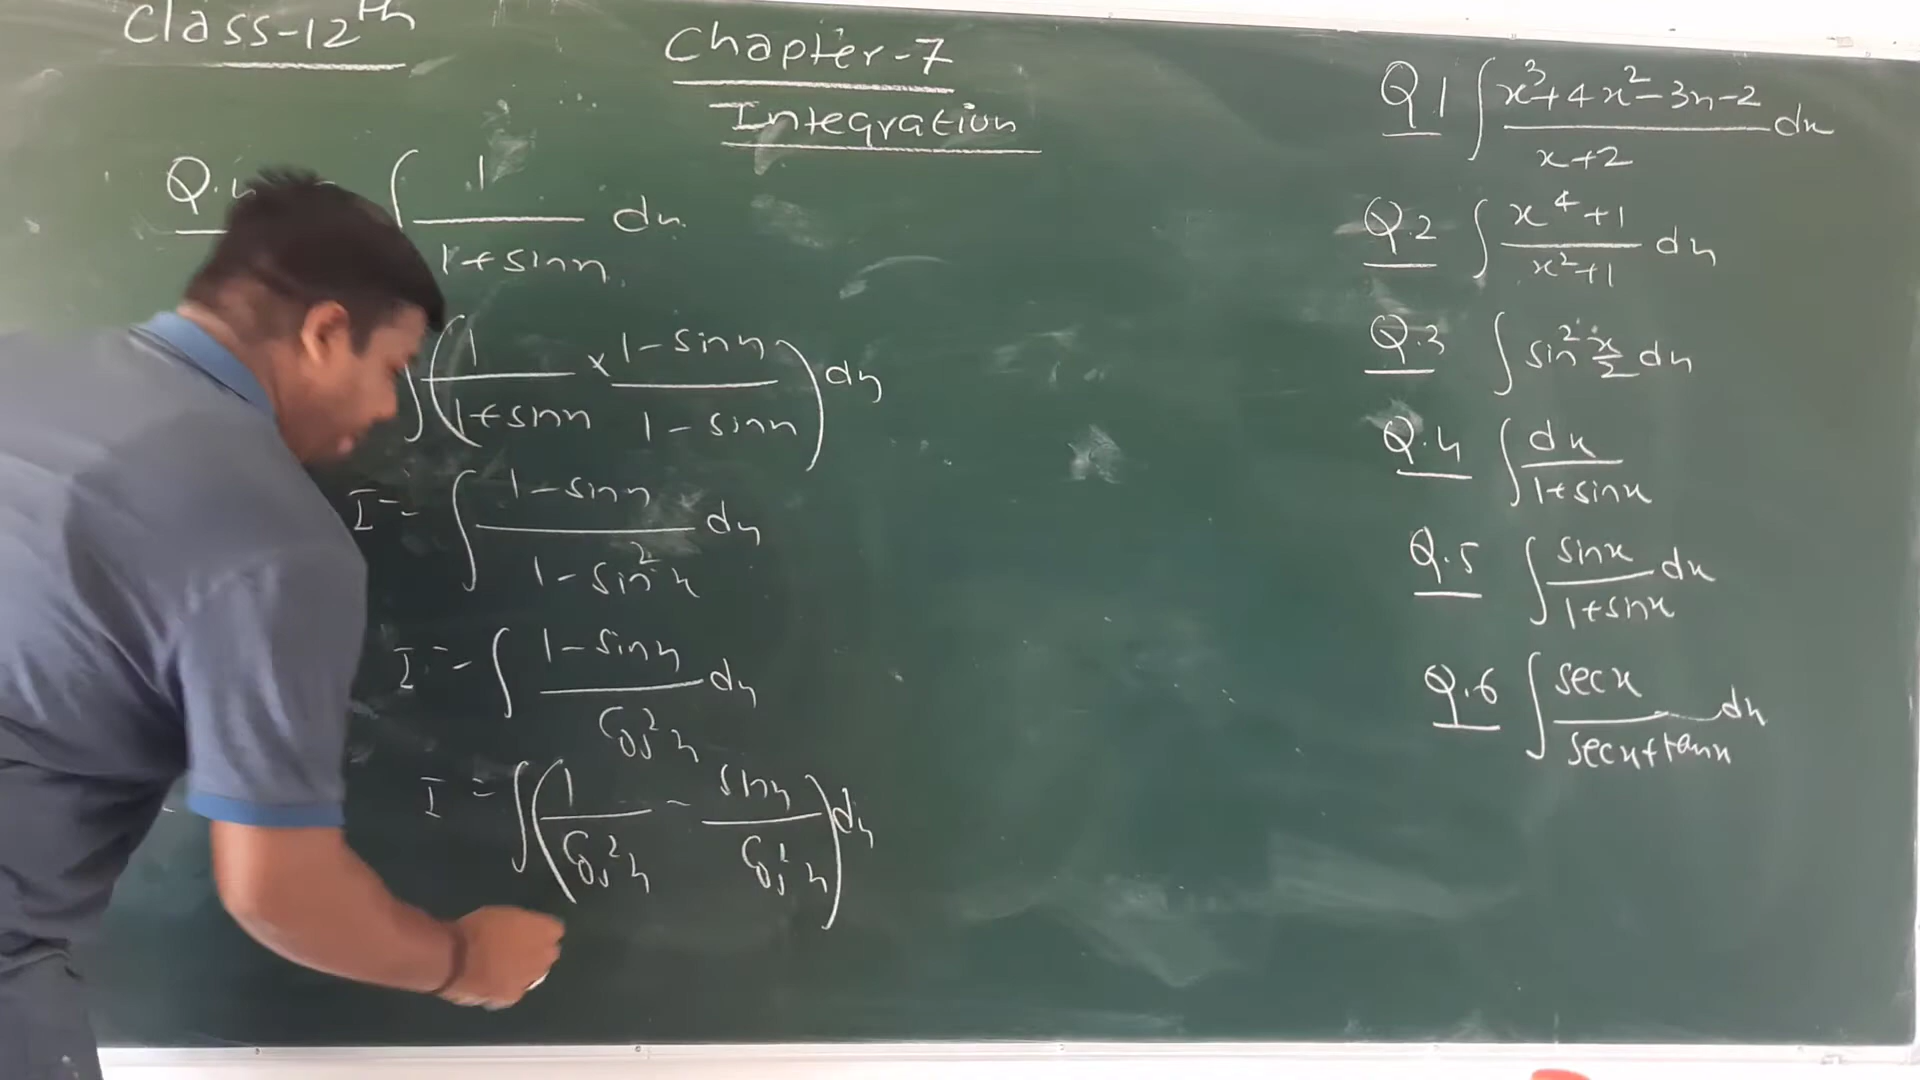 Class-12th
Chapter-7
Integration
Q.4 ∫ 1/(1+sinx) dx
∫(1/(1+sinx) × (1-sinx)/(1-sinx))dx
I = ∫ (1-sinx)/(1-sin²x) dx
I = ∫ (1-sinx)/(cos²x) dx
I = ∫(1/cos²x - sinx/cos²x)dx
Q.1 ∫ (x³+4x²-3x-2)/(x+2) dx
Q.2 ∫ (x⁴+1)/(x²+1) dx
Q.3 ∫ sin² x/2 dx
Q.4 ∫ dx/(1+sinx)
Q.5 ∫ sinx/(1+sinx) dx
Q.6 ∫ secx/(secx+tanx) dx